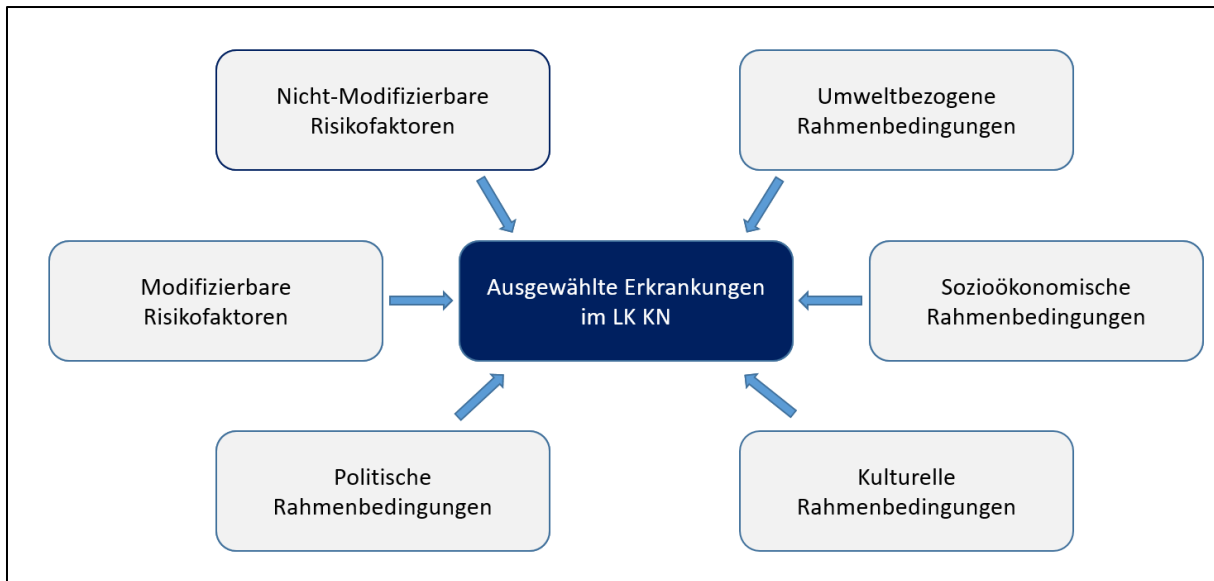 Nicht-Modifizierbare
Risikofaktoren
Umweltbezogene
Rahmenbedingungen
Modifizierbare
Risikofaktoren
Ausgewählte Erkrankungen
im LK KN
Sozioökonomische
Rahmenbedingungen
Politische
Rahmenbedingungen
Kulturelle
Rahmenbedingungen